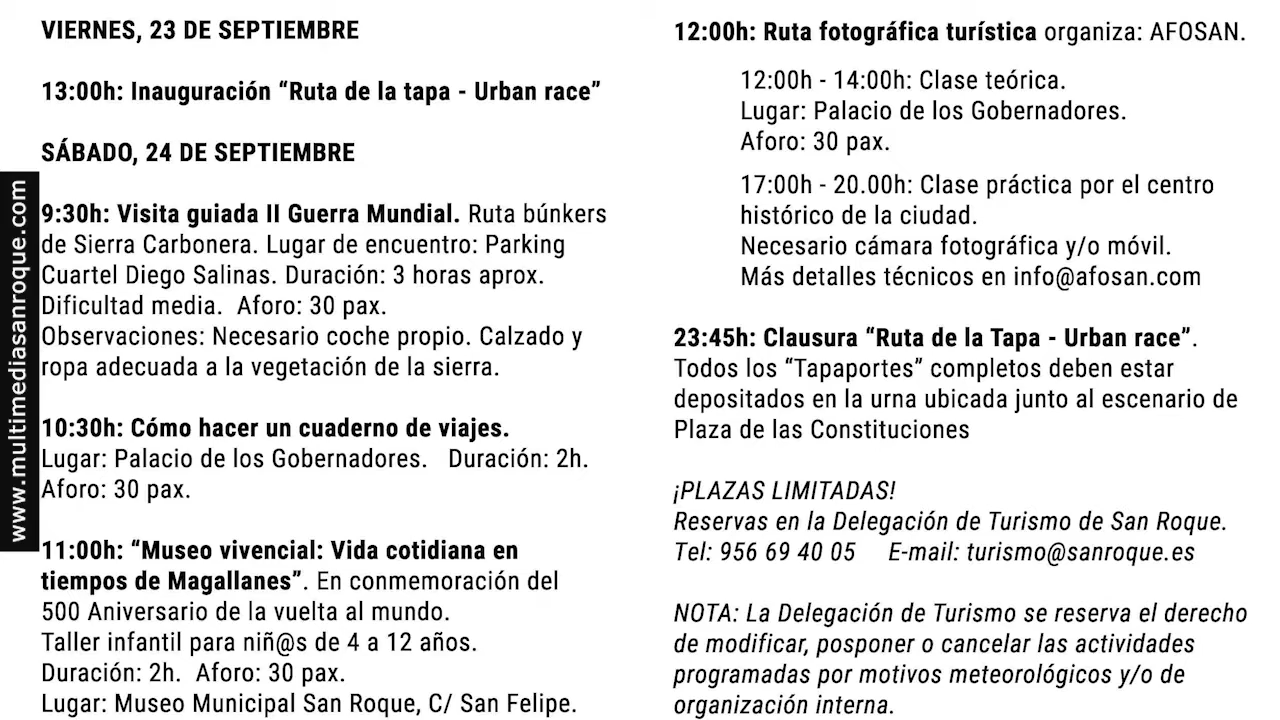 VIERNES, 23 DE SEPTIEMBRE
13:00h: Inauguración “Ruta de la tapa - Urban race”
SÁBADO, 24 DE SEPTIEMBRE
9:30h: Visita guiada II Guerra Mundial. Ruta búnkers
de Sierra Carbonera. Lugar de encuentro: Parking
Cuartel Diego Salinas. Duración: 3 horas aprox.
Dificultad media.  Aforo: 30 pax.
Observaciones: Necesario coche propio. Calzado y
ropa adecuada a la vegetación de la sierra.
10:30h: Cómo hacer un cuaderno de viajes.
Lugar: Palacio de los Gobernadores.   Duración: 2h.
Aforo: 30 pax.
11:00h: “Museo vivencial: Vida cotidiana en
tiempos de Magallanes”. En conmemoración del
500 Aniversario de la vuelta al mundo.
Taller infantil para niñ@s de 4 a 12 años.
Duración: 2h.  Aforo: 30 pax.
Lugar: Museo Municipal San Roque, C/ San Felipe.
12:00h: Ruta fotográfica turística organiza: AFOSAN.
12:00h - 14:00h: Clase teórica.
Lugar: Palacio de los Gobernadores.
Aforo: 30 pax.
17:00h - 20.00h: Clase práctica por el centro
histórico de la ciudad.
Necesario cámara fotográfica y/o móvil.
Más detalles técnicos en info@afosan.com
23:45h: Clausura “Ruta de la Tapa - Urban race”.
Todos los “Tapaportes” completos deben estar
depositados en la urna ubicada junto al escenario de
Plaza de las Constituciones
¡PLAZAS LIMITADAS!
Reservas en la Delegación de Turismo de San Roque.
Tel: 956 69 40 05     E-mail: turismo@sanroque.es
NOTA: La Delegación de Turismo se reserva el derecho
de modificar, posponer o cancelar las actividades
programadas por motivos meteorológicos y/o de
organización interna.
www.multimediasanroque.com